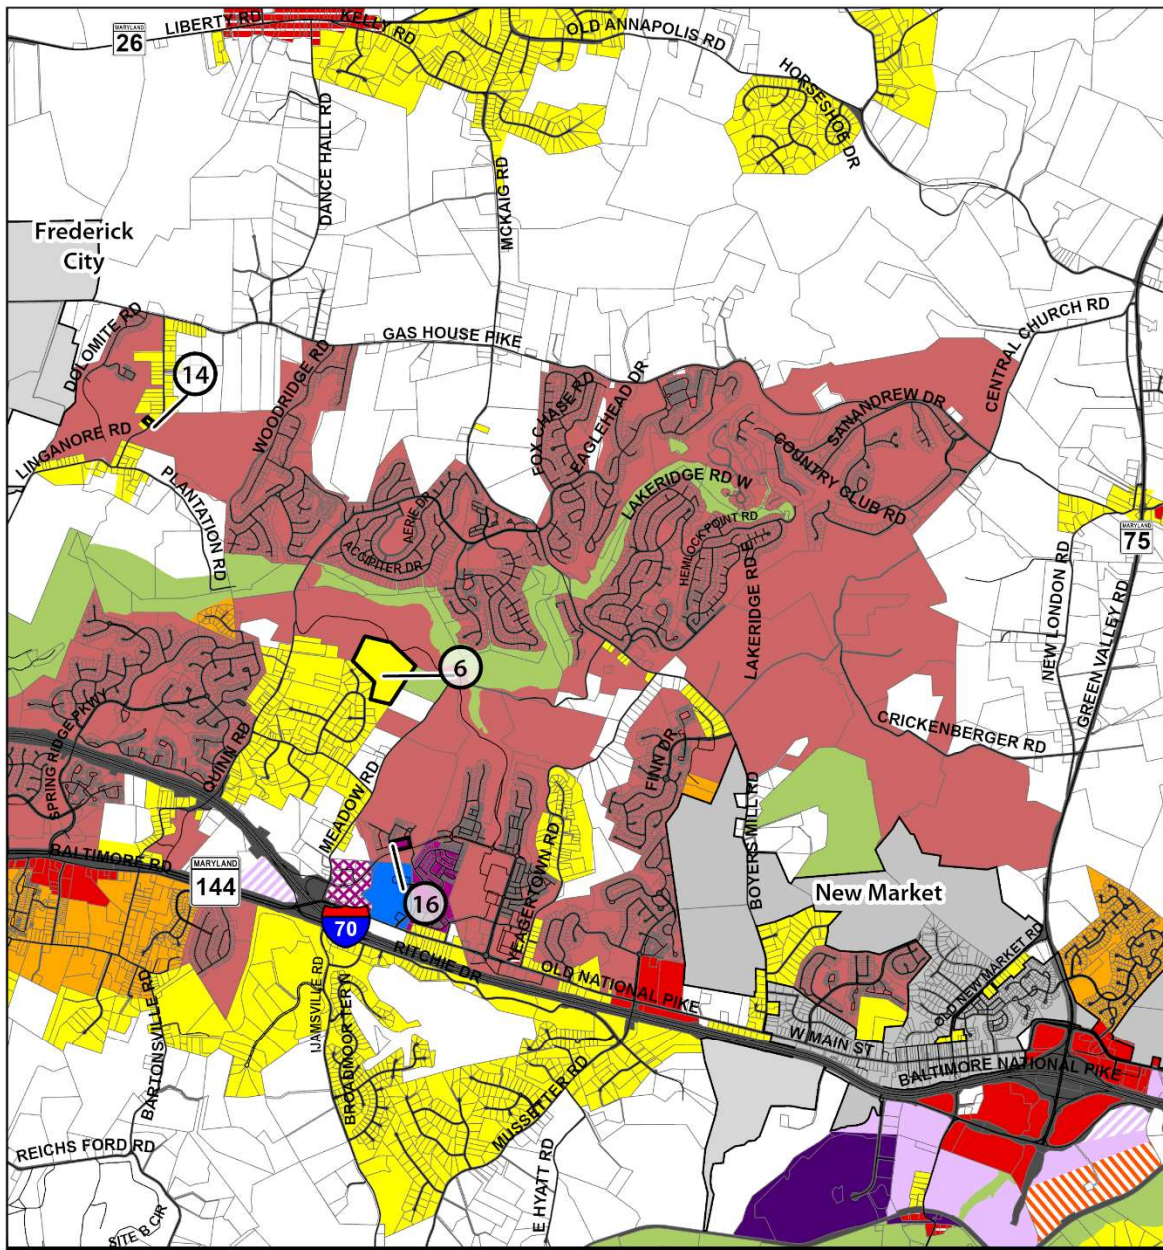 LIBERTY RD
KELLY RD
OLD ANNAPOLIS RD
MARYLAND
26
HORSESHOE DR
DANCE HALL RD
MCKAIG RD
Frederick
City
CENTRAL CHURCH RD
DOLOMITE RD
GAS HOUSE PIKE
14
WOODRIDGE RD
FOX CHASE RD
EAGLEHEAD DR
SANANDREW DR
LINGANORE RD
COUNTRY CLUB RD
PLANTATION RD
LAKERIDGE RD W
AERIE DR
ACCIPITER DR
HEMLOCK POINT RD
MARYLAND
75
LAKERIDGE RD E
NEW LONDON RD
GREEN VALLEY RD
6
SPRING RIDGE PKWY
QUINN RD
CRICKENBERGER RD
FINN DR
MEADOW RD
BOYERS MILL RD
YEAGERTOWN RD
BALTIMORE RD
MARYLAND
144
New Market
16
70
OLD NEW MARKET RD
RITCHIE DR
OLD NATIONAL PIKE
IJAMSVILLE RD
BROADMOOR TER N
BARTONSVILLE RD
W MAIN ST
BALTIMORE NATIONAL PIKE
MUSSETTER RD
REICHS FORD RD
E HYATT RD
SITE B CIR